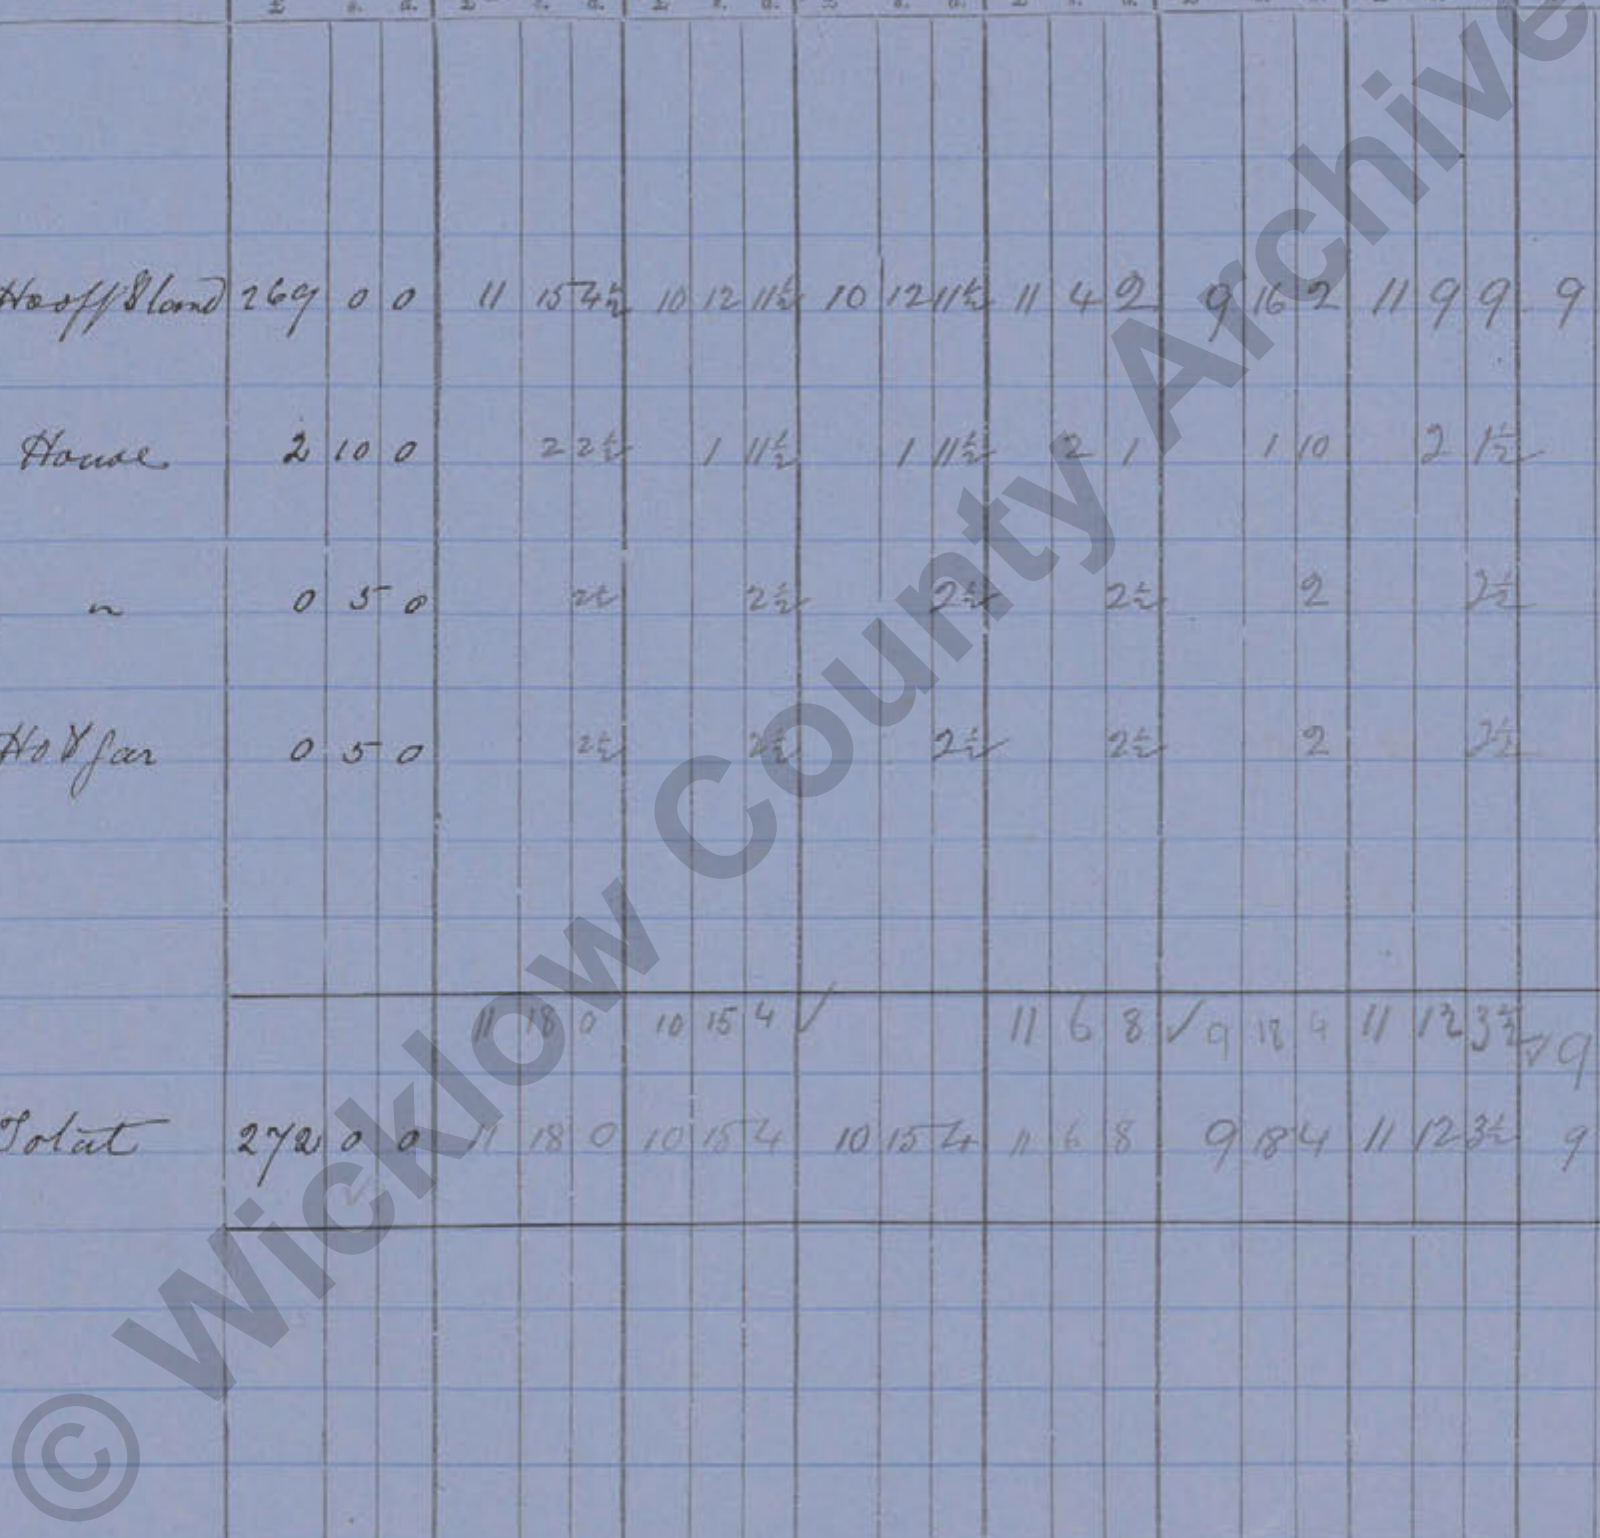 £ s. d. £ s. d. £ s. d. £ s. d. £ s. d.
Ho off & land 269 0 0 11 15 4½ 10 12 11½ 10 12 11½ 11 4 2 9 16 2 11 9 9 9
House 2 10 0 2 2½ 1 11½ 1 11½ 2 1 1 10 2 1½
" 0 5 0 2½ 2½ 2½ 2½ 2 2½
Ho & gar 0 5 0 2½ 2½ 2½ 2½ 2 2½
11 18 0 10 15 4 ✓ 11 6 8 ✓ 9 18 4 11 12 3½ ✓ 9
Total 272 0 0 11 18 0 10 15 4 10 15 4 11 6 8 9 18 4 11 12 3½ 9
© Wicklow County Archive